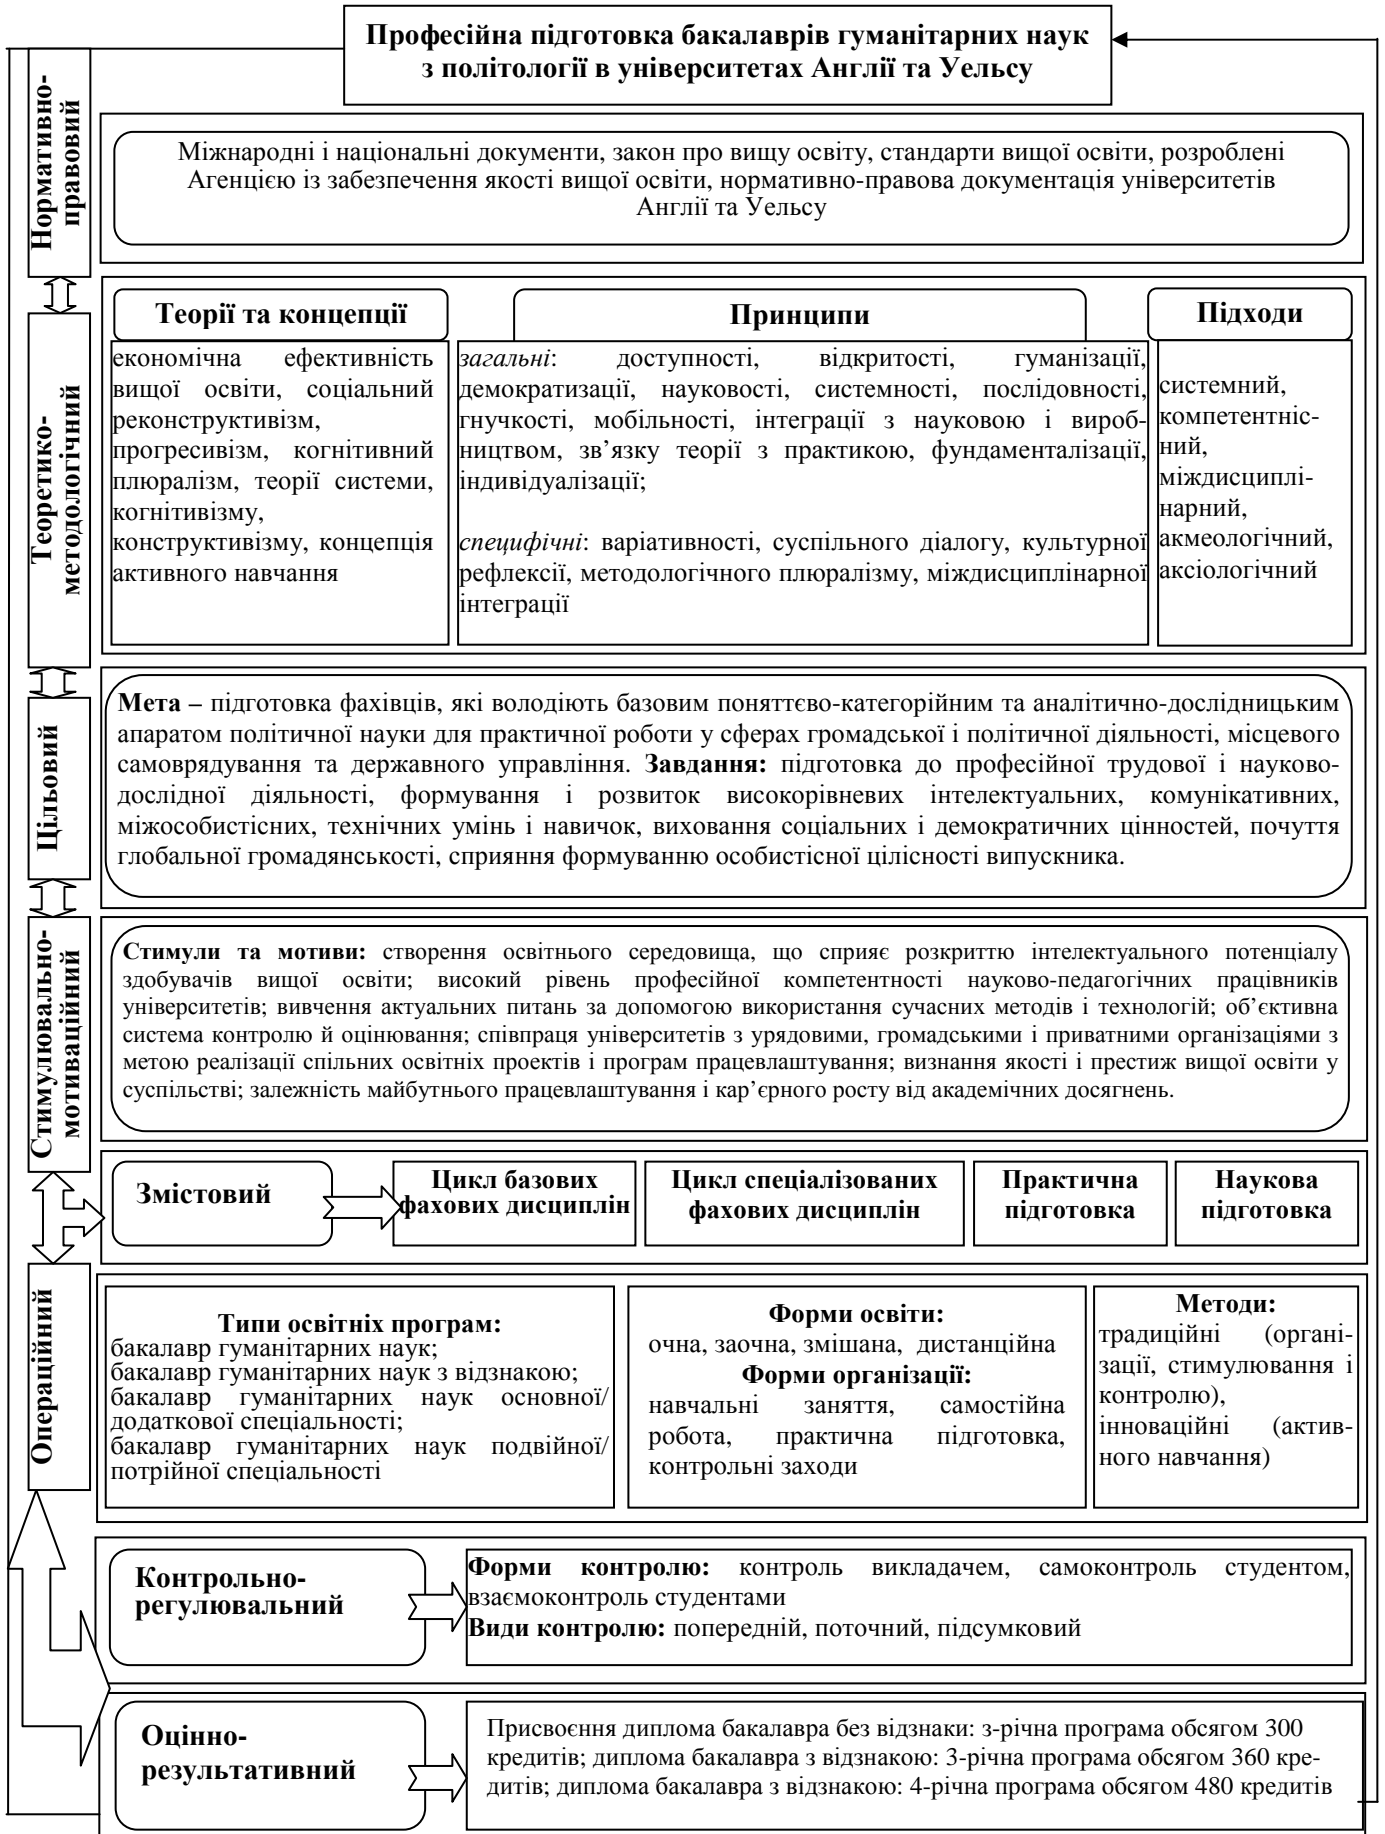 Професійна підготовка бакалаврів гуманітарних наук
з політології в університетах Англії та Уельсу
Нормативно-
правовий
Міжнародні і національні документи, закон про вищу освіту, стандарти вищої освіти, розроблені
Агенцією із забезпечення якості вищої освіти, нормативно-правова документація університетів
Англії та Уельсу
Теоретико-
методологічний
Теорії та концепції
економічна ефективність
вищої освіти, соціальний
реконструктивізм,
прогресивізм, когнітивний
плюралізм, теорії системи,
когнітивізму,
конструктивізму, концепція
активного навчання
Принципи
загальні: доступності, відкритості, гуманізації,
демократизації, науковості, системності, послідовності,
гнучкості, мобільності, інтеграції з науковою і вироб-
ництвом, зв’язку теорії з практикою, фундаменталізації,
індивідуалізації;
специфічні: варіативності, суспільного діалогу, культурної
рефлексії, методологічного плюралізму, міждисциплінарної
інтеграції
Підходи
системний,
компетентніс-
ний,
міждисциплі-
нарний,
акмеологічний,
аксіологічний
Цільовий
Мета – підготовка фахівців, які володіють базовим поняттєво-категорійним та аналітично-дослідницьким
апаратом політичної науки для практичної роботи у сферах громадської і політичної діяльності, місцевого
самоврядування та державного управління. Завдання: підготовка до професійної трудової і науково-
дослідної діяльності, формування і розвиток високорівневих інтелектуальних, комунікативних,
міжособистісних, технічних умінь і навичок, виховання соціальних і демократичних цінностей, почуття
глобальної громадянськості, сприяння формуванню особистісної цілісності випускника.
Стимулювально-
мотиваційний
Стимули та мотиви: створення освітнього середовища, що сприяє розкриттю інтелектуального потенціалу
здобувачів вищої освіти; високий рівень професійної компетентності науково-педагогічних працівників
університетів; вивчення актуальних питань за допомогою використання сучасних методів і технологій; об’єктивна
система контролю й оцінювання; співпраця університетів з урядовими, громадськими і приватними організаціями з
метою реалізації спільних освітніх проектів і програм працевлаштування; визнання якості і престиж вищої освіти у
суспільстві; залежність майбутнього працевлаштування і кар’єрного росту від академічних досягнень.
Змістовий
Цикл базових
фахових дисциплін
Цикл спеціалізованих
фахових дисциплін
Практична
підготовка
Наукова
підготовка
Операційний
Типи освітніх програм:
бакалавр гуманітарних наук;
бакалавр гуманітарних наук з відзнакою;
бакалавр гуманітарних наук основної/
додаткової спеціальності;
бакалавр гуманітарних наук подвійної/
потрійної спеціальності
Форми освіти:
очна, заочна, змішана, дистанційна
Форми організації:
навчальні заняття, самостійна
робота, практична підготовка,
контрольні заходи
Методи:
традиційні (органі-
зації, стимулювання і
контролю),
інноваційні (актив-
ного навчання)
Контрольно-
регулювальний
Форми контролю: контроль викладачем, самоконтроль студентом,
взаємоконтроль студентами
Види контролю: попередній, поточний, підсумковий
Оцінно-
результативний
Присвоєння диплома бакалавра без відзнаки: з-річна програма обсягом 300
кредитів; диплома бакалавра з відзнакою: 3-річна програма обсягом 360 кре-
дитів; диплома бакалавра з відзнакою: 4-річна програма обсягом 480 кредитів